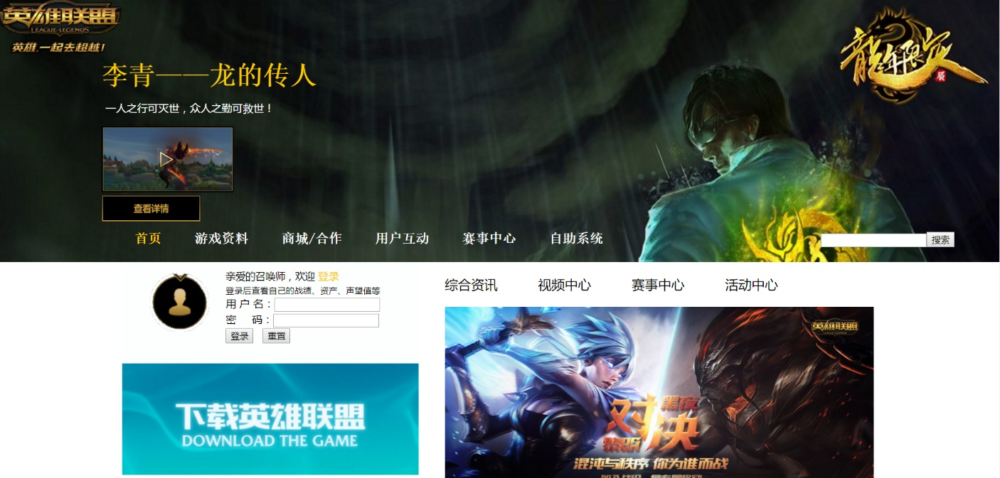 英雄联盟
LEAGUE LEGENDS
英雄,一起去超越!
龍年限定
辰
李青——龙的传人
一人之行可灭世，众人之勤可救世！
查看详情
首页 游戏资料 商城/合作 用户互动 赛事中心 自助系统 搜索
亲爱的召唤师，欢迎 登录
登录后查看自己的战绩、资产、声望值等
用 户 名：
密 码：
登录 重置
综合资讯 视频中心 赛事中心 活动中心
下载英雄联盟
DOWNLOAD THE GAME
英雄联盟
黑夜
对决
黎明
混沌与秩序 你为谁而战